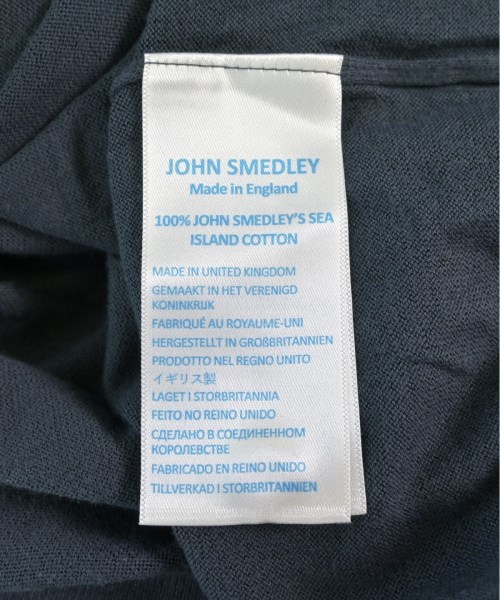 JOHN SMEDLEY
Made in England
100% JOHN SMEDLEY'S SEA
ISLAND COTTON
MADE IN UNITED KINGDOM
GEMAAKT IN HET VERENIGD
KONINKRIJK
FABRIQUÉ AU ROYAUME-UNI
HERGESTELLT IN GROẞBRITANNIEN
PRODOTTO NEL REGNO UNITO
イギリス製
LAGET I STORBRITANNIA
FEITO NO REINO UNIDO
СДЕЛАНО В СОЕДИНЕННОМ
КОРОЛЕВСТВЕ
FABRICADO EN REINO UNIDO
TILLVERKAD I STORBRITANNIEN